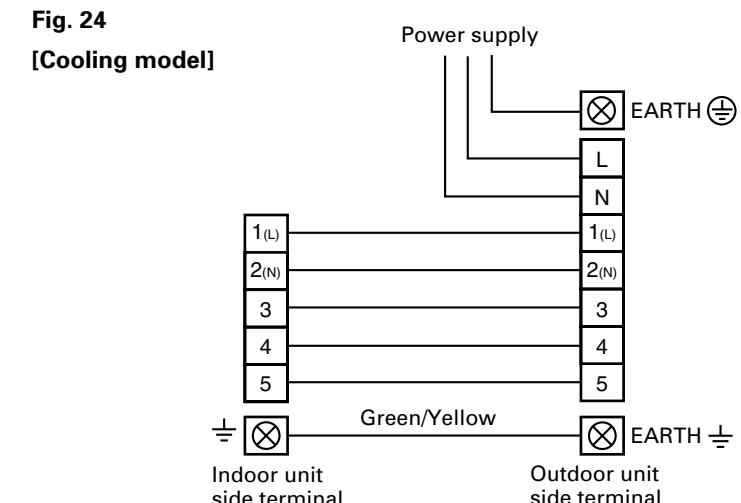 Fig. 24
[Cooling model]
Power supply
EARTH
L
N
1(L) 1(L)
2(N) 2(N)
3 3
4 4
5 5
Green/Yellow
EARTH
Indoor unit
side terminal
Outdoor unit
side terminal